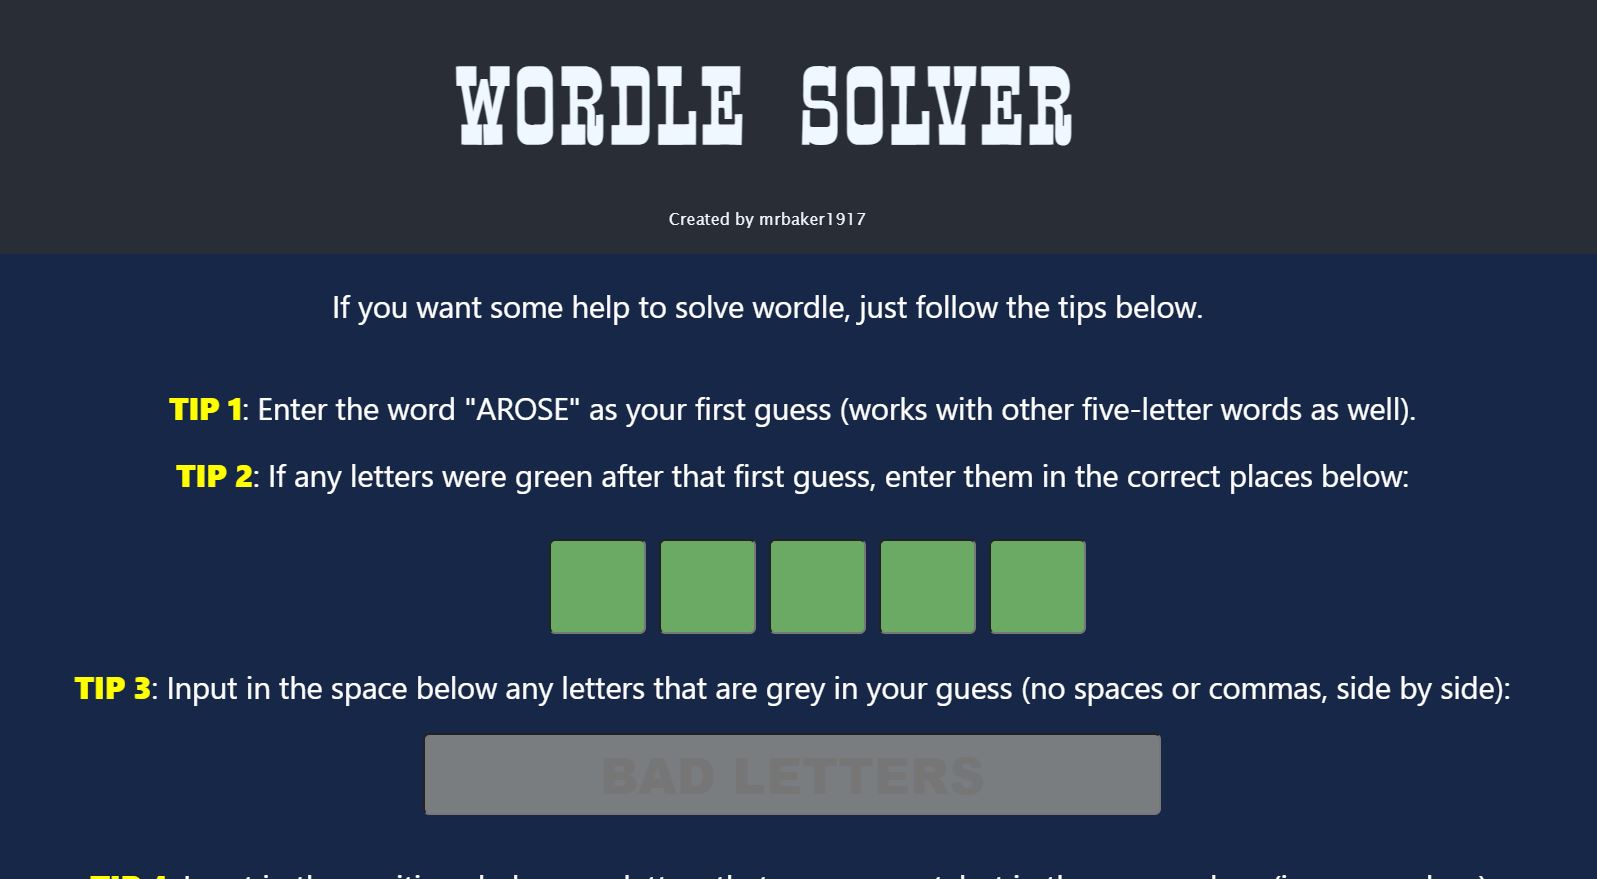 WORDLE SOLVER
Created by mrbaker1917
If you want some help to solve wordle, just follow the tips below.
TIP 1: Enter the word "AROSE" as your first guess (works with other five-letter words as well).
TIP 2: If any letters were green after that first guess, enter them in the correct places below:
TIP 3: Input in the space below any letters that are grey in your guess (no spaces or commas, side by side):
BAD LETTERS